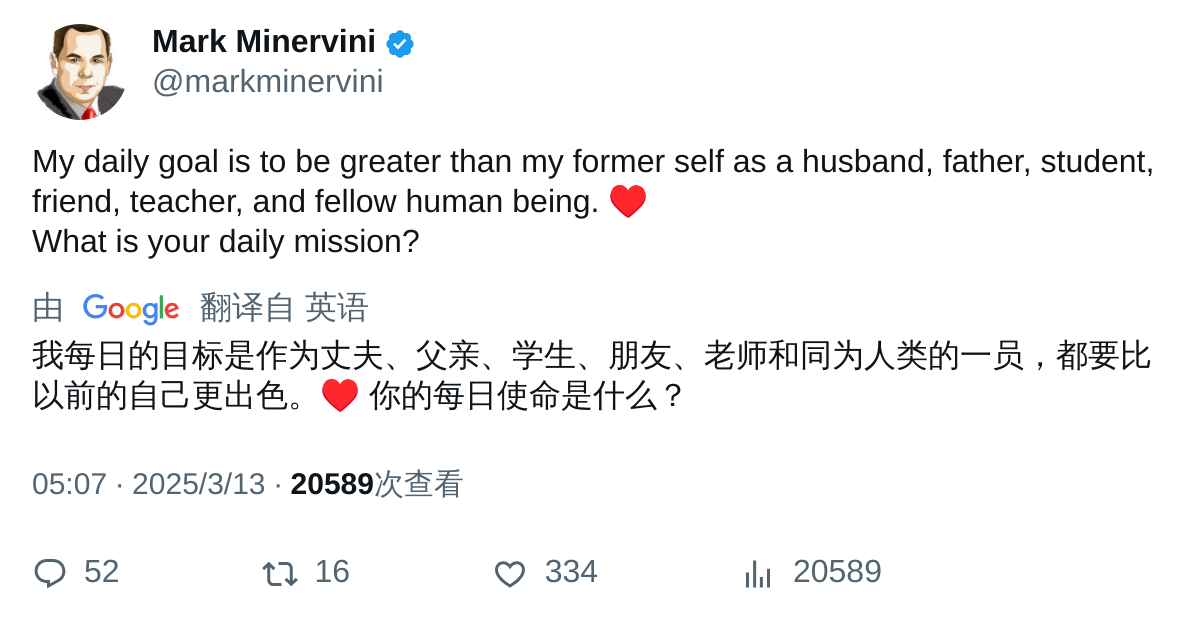 Mark Minervini
@markminervini
My daily goal is to be greater than my former self as a husband, father, student,
friend, teacher, and fellow human being. ♥️
What is your daily mission?
由 Google 翻译自 英语
我每日的目标是作为丈夫、父亲、学生、朋友、老师和同为人类的一员，都要比
以前的自己更出色。♥️ 你的每日使命是什么？
05:07 · 2025/3/13 · 20589次查看
52 16 334 20589